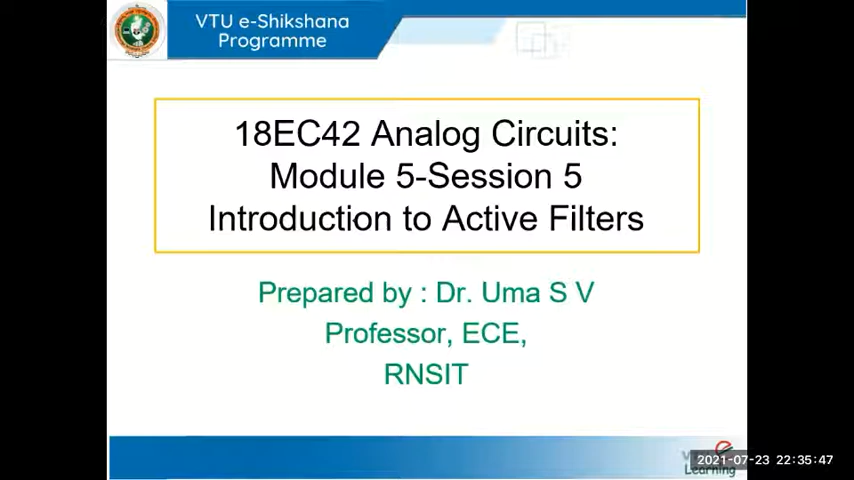 VTU e-Shikshana
Programme
18EC42 Analog Circuits:
Module 5-Session 5
Introduction to Active Filters
Prepared by : Dr. Uma S V
Professor, ECE,
RNSIT
2021-07-23 22:35:47
Learning